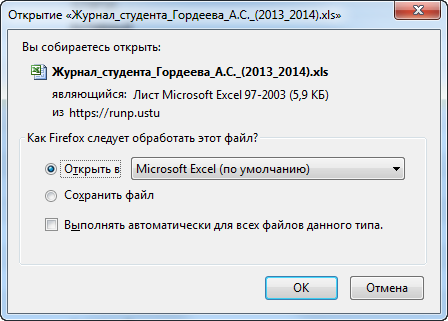 Открытие «Журнал_студента_Гордеева_А.С._(2013_2014).xls»
Вы собираетесь открыть:
Журнал_студента_Гордеева_А.С._(2013_2014).xls
являющийся: Лист Microsoft Excel 97-2003 (5,9 КБ)
из https://runp.ustu
Как Firefox следует обработать этот файл?
Открыть в Microsoft Excel (по умолчанию)
Сохранить файл
Выполнять автоматически для всех файлов данного типа.
ОК Отмена